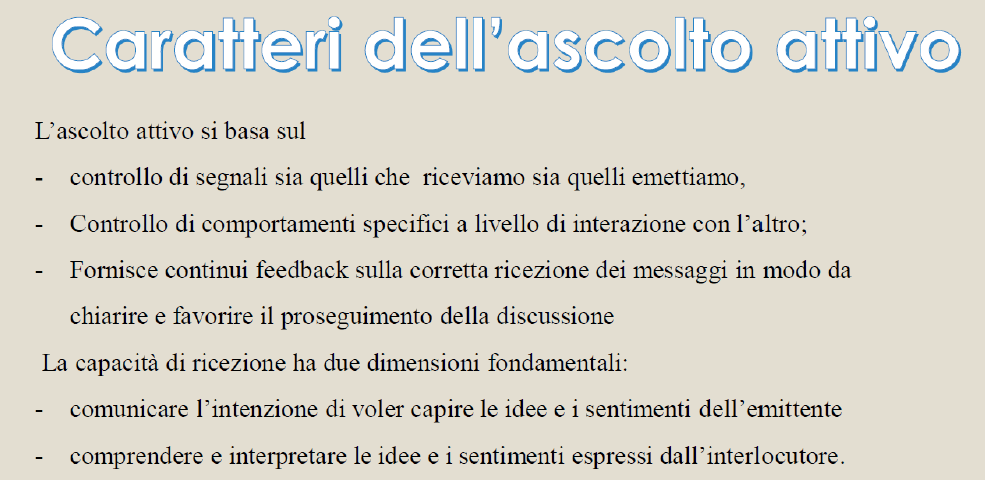 Caratteri dell'ascolto attivo
L'ascolto attivo si basa sul
- controllo di segnali sia quelli che riceviamo sia quelli emettiamo,
- Controllo di comportamenti specifici a livello di interazione con l'altro;
- Fornisce continui feedback sulla corretta ricezione dei messaggi in modo da
chiarire e favorire il proseguimento della discussione
La capacità di ricezione ha due dimensioni fondamentali:
- comunicare l'intenzione di voler capire le idee e i sentimenti dell'emittente
- comprendere e interpretare le idee e i sentimenti espressi dall'interlocutore.